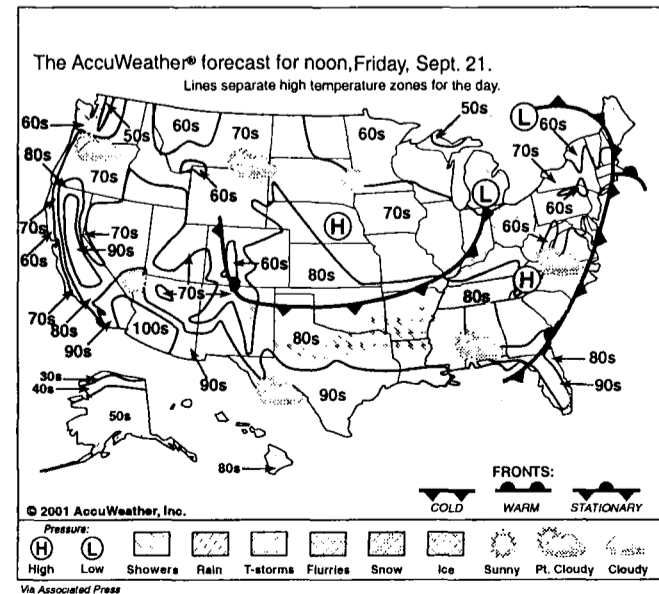 The AccuWeather® forecast for noon, Friday, Sept. 21.
Lines separate high temperature zones for the day.
50s
60s
50s
60s
70s
60s
L
60s
80s
70s
60s
70s
L
60s
70s
60s
70s
90s
H
70s
60s
60s
70s
80s
H
80s
70s
80s
90s
100s
80s
80s
90s
90s
90s
30s
40s
50s
80s
FRONTS:
COLD WARM STATIONARY
© 2001 AccuWeather, Inc.
Pressure:
H L
High Low Showers Rain T-storms Flurries Snow Ice Sunny Pt. Cloudy Cloudy
Via Associated Press